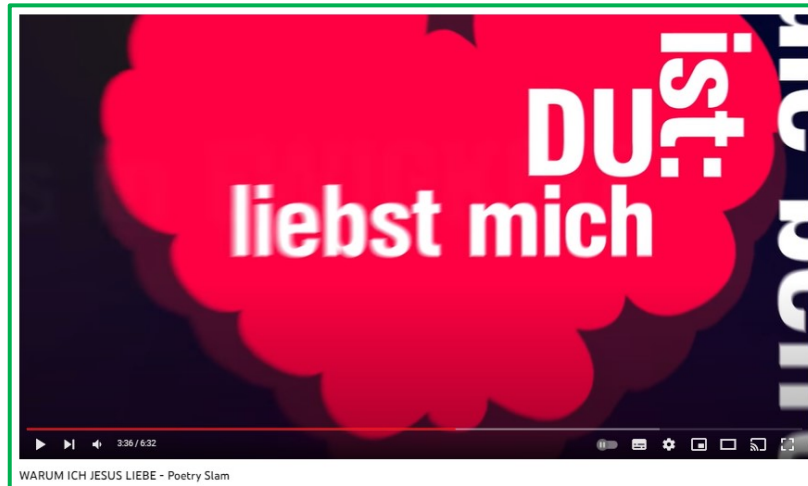 ist:
DU
liebst mich
3:36 / 6:32
WARUM ICH JESUS LIEBE - Poetry Slam